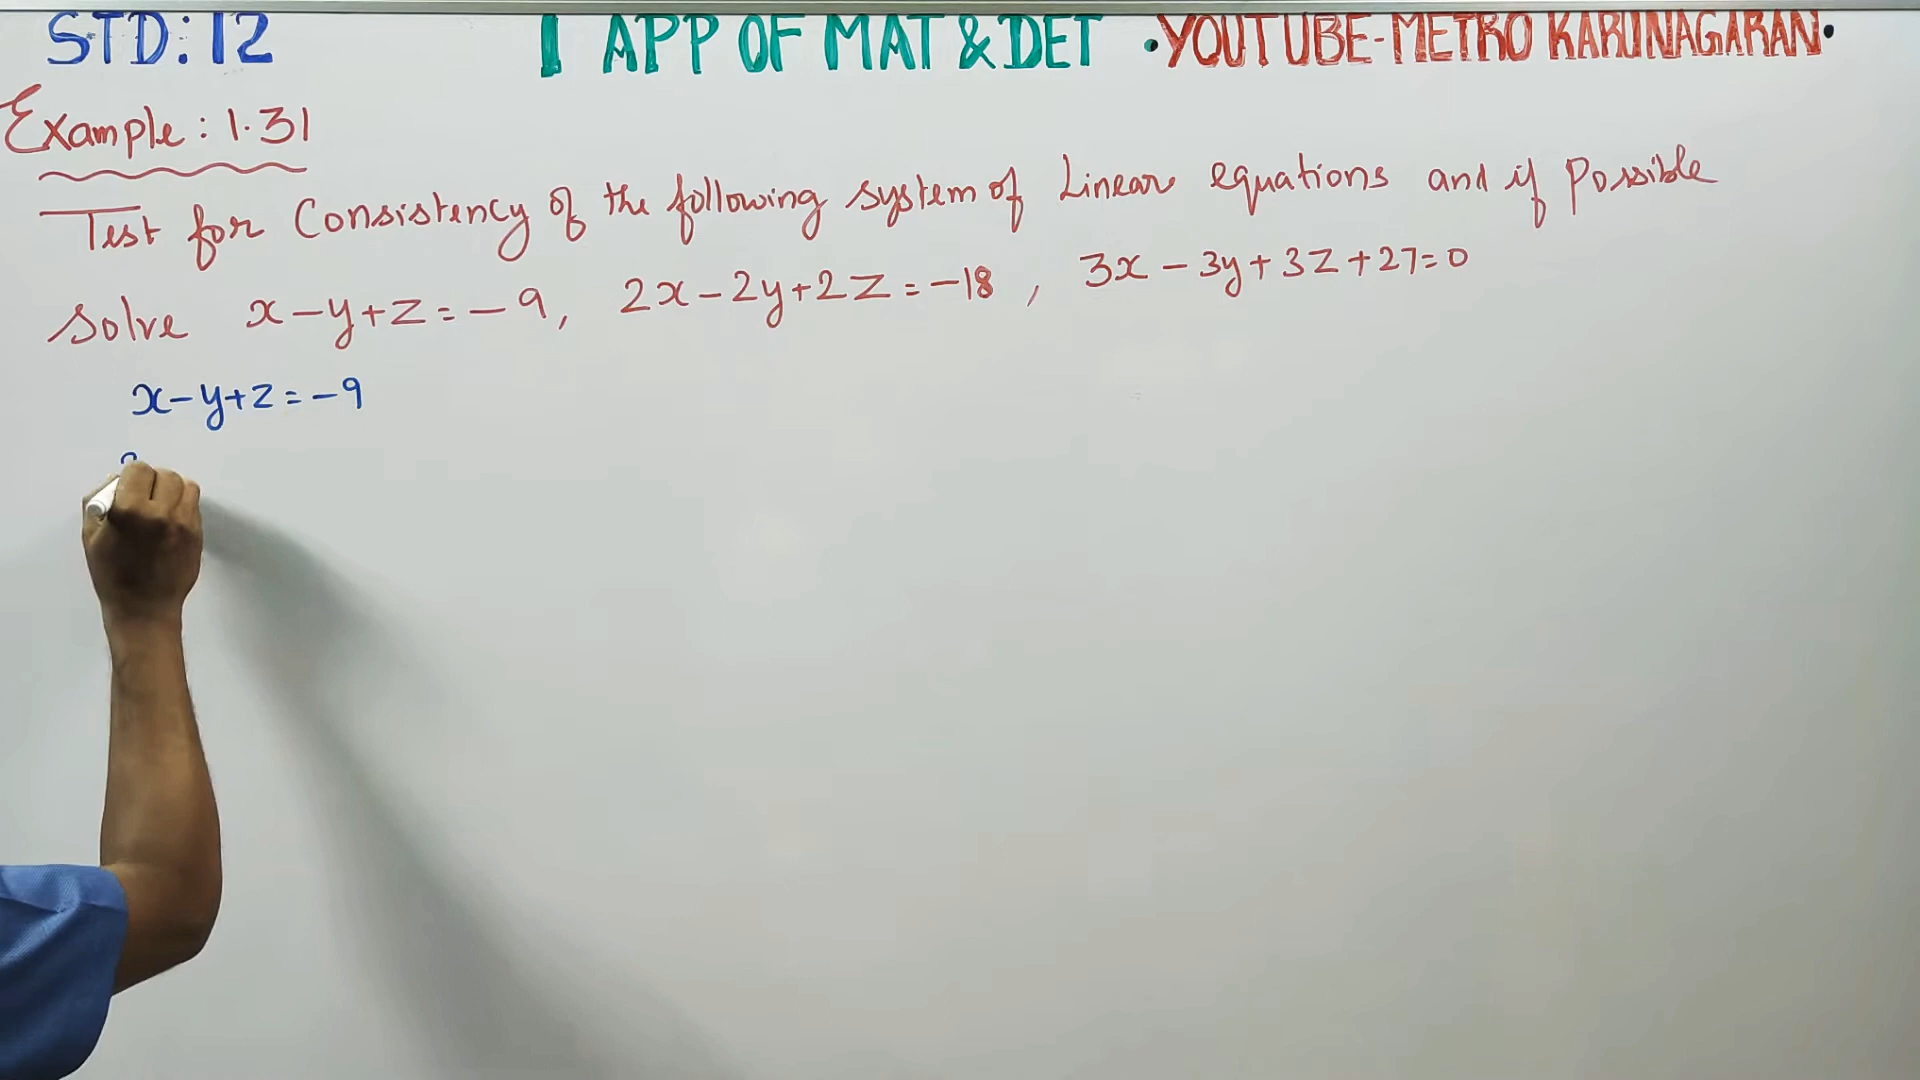 STD: 12 1 APP OF MAT & DET • YOUTUBE-METRO KARUNAGARAN •
Example: 1.31
Test for Consistency of the following system of Linear equations and if possible
solve x-y+z=-9, 2x-2y+2z=-18, 3x-3y+3z+27=0
x-y+z=-9